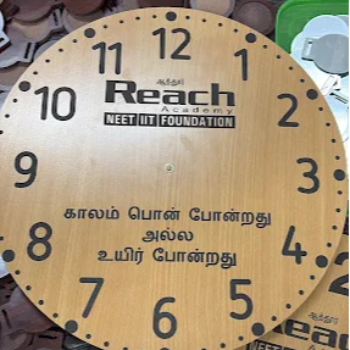 12
11
1
10
2
9
3
8
4
7
5
6
ஆத்தூர்
Reach
Academy
NEET IIT FOUNDATION
காலம் பொன் போன்றது
அல்ல
உயிர் போன்றது
2